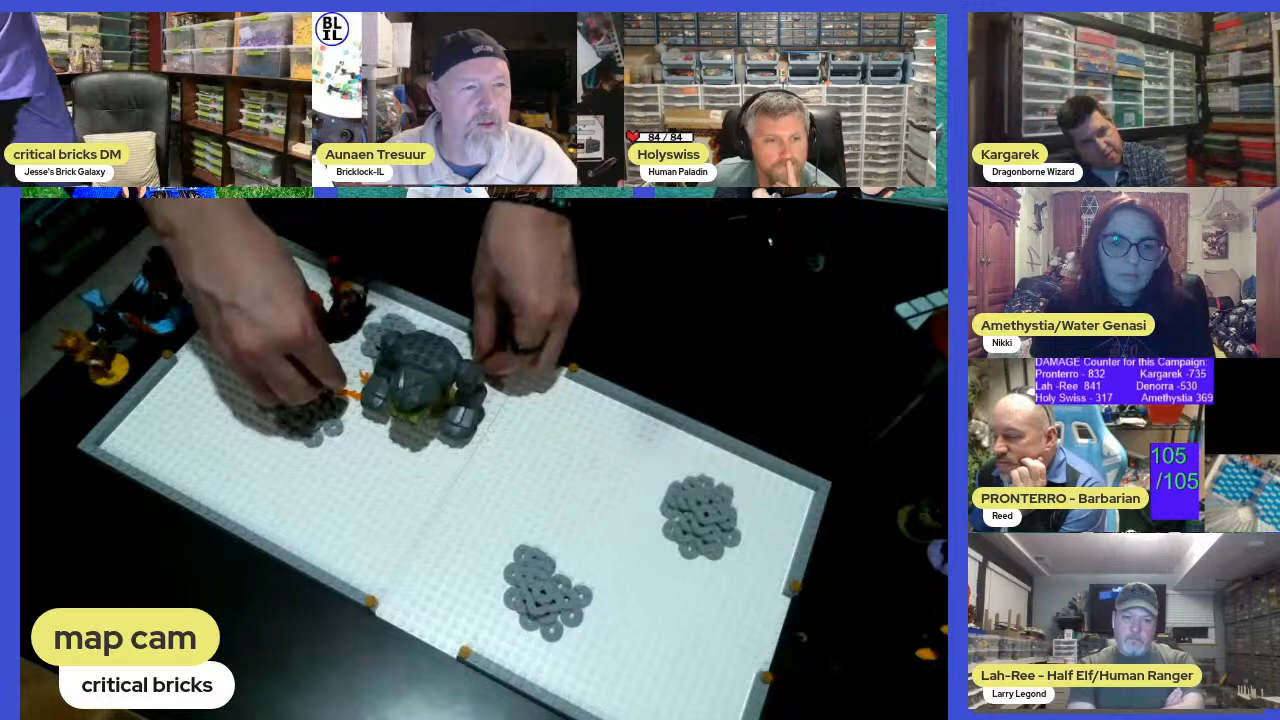 BL
IL
critical bricks DM
Jesse's Brick Galaxy
Aunaen Tresuur
Bricklock-IL
84 / 84
Holyswiss
Human Paladin
Kargarek
Dragonborne Wizard
Amethystia/Water Genasi
Nikki
DAMAGE Counter for this Campaign:
Pronterro - 832 Kargarek -735
Lah -Ree 841 Denorra -530
Holy Swiss - 317 Amethystia 369
105
/105
PRONTERRO - Barbarian
Reed
Lah-Ree - Half Elf/Human Ranger
Larry Legond
map cam
critical bricks